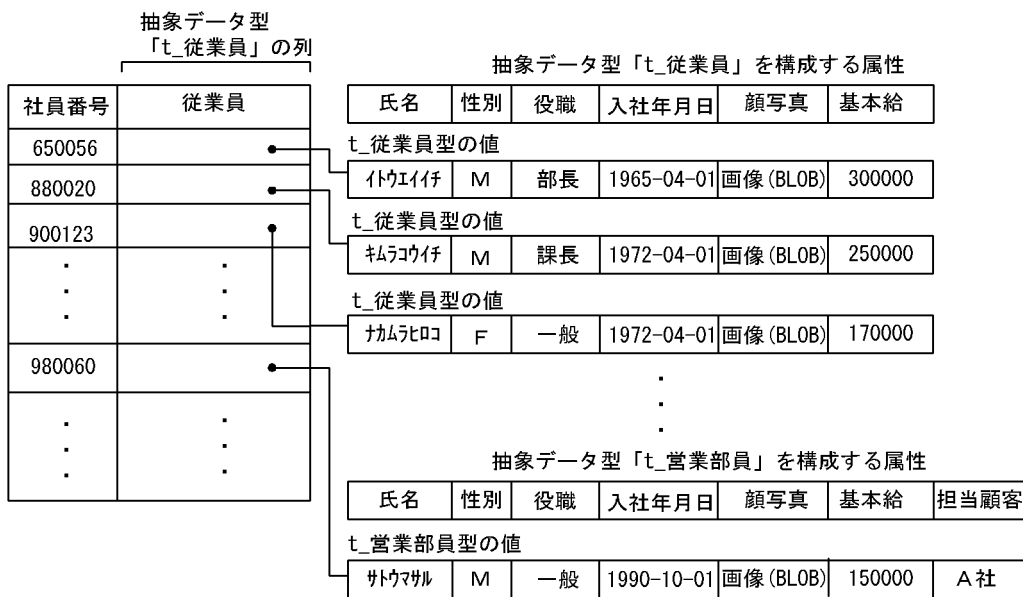 抽象データ型
「t_従業員」の列
抽象データ型「t_従業員」を構成する属性
社員番号 従業員
氏名 性別 役職 入社年月日 顔写真 基本給
650056
t_従業員型の値
ｲﾄｳｴｲｲﾁ M 部長 1965-04-01 画像(BLOB) 300000
880020
t_従業員型の値
900123
ｷﾑﾗｺｳｲﾁ M 課長 1972-04-01 画像(BLOB) 250000
t_従業員型の値
ﾅｶﾑﾗﾋﾛｺ F 一般 1972-04-01 画像(BLOB) 170000
980060
抽象データ型「t_営業部員」を構成する属性
氏名 性別 役職 入社年月日 顔写真 基本給 担当顧客
t_営業部員型の値
ｻﾄｳﾏｻﾙ M 一般 1990-10-01 画像(BLOB) 150000 A社